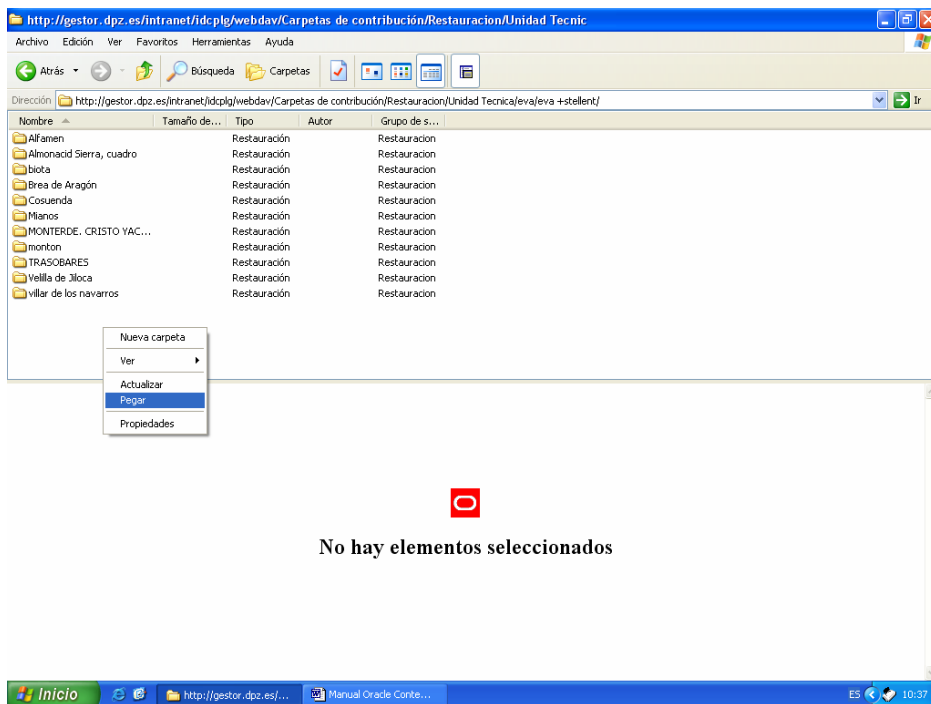 http://gestor.dpz.es/intranet/idcplg/webdav/Carpetas de contribución/Restauracion/Unidad Tecnic
Archivo Edición Ver Favoritos Herramientas Ayuda
Atrás Búsqueda Carpetas
Dirección http://gestor.dpz.es/intranet/idcplg/webdav/Carpetas de contribución/Restauracion/Unidad Tecnica/eva/eva +stellent/ Ir
Nombre Tamaño de... Tipo Autor Grupo de s...
Alfamen Restauración Restauracion
Almonacid Sierra, cuadro Restauración Restauracion
biota Restauración Restauracion
Brea de Aragón Restauración Restauracion
Cosuenda Restauración Restauracion
Mianos Restauración Restauracion
MONTERDE. CRISTO YAC... Restauración Restauracion
monton Restauración Restauracion
TRASOBARES Restauración Restauracion
Velilla de Jiloca Restauración Restauracion
villar de los navarros Restauración Restauracion
Nueva carpeta
Ver
Actualizar
Pegar
Propiedades
No hay elementos seleccionados
Inicio http://gestor.dpz.es/... Manual Oracle Conte... ES 10:37